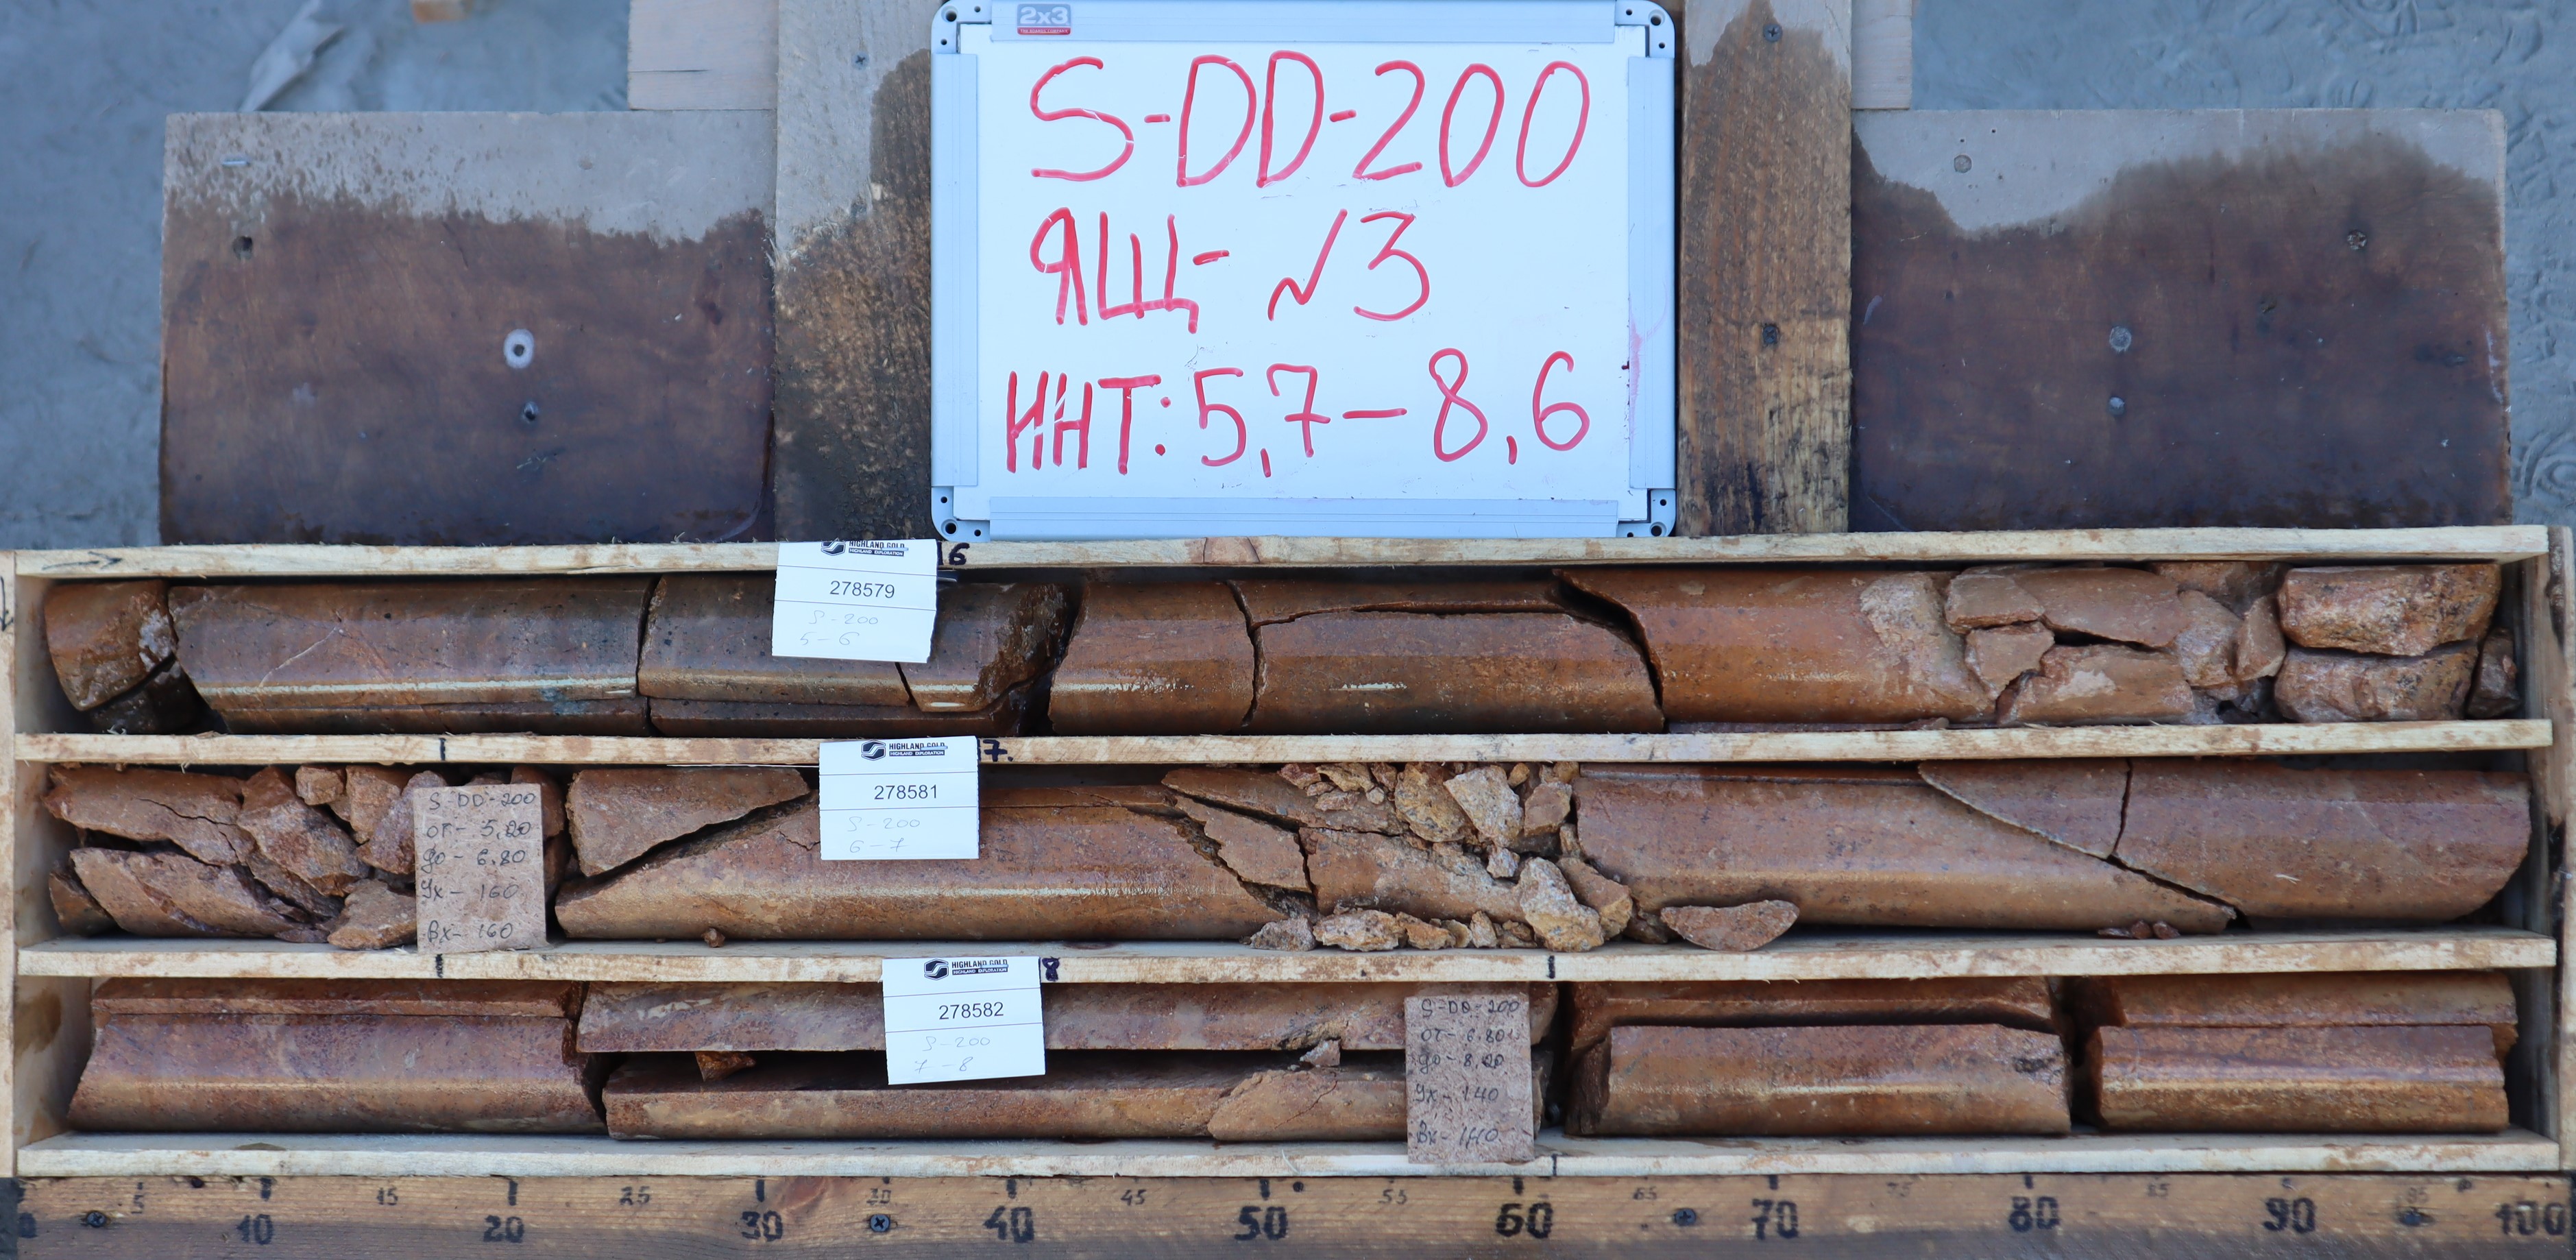 2x3
S-DD-200
ЯЩ- №3
ИНТ: 5,7-8,6
6
HIGHLAND GOLD
HIGHLAND EXPLORATION
278579
S-200
5-6
7.
HIGHLAND GOLD
HIGHLAND EXPLORATION
278581
S-200
6-7
S-DD-200
от- 5,20
до- 6,80
Ух- 160
Вх- 160
8
HIGHLAND GOLD
HIGHLAND EXPLORATION
278582
S-200
7-8
S-DD-200
от- 6,80
до- 8,20
Ух- 140
Вх- 140
5 10 15 20 25 30 40 45 50 55 60 65 70 75 80 85 90 95 100